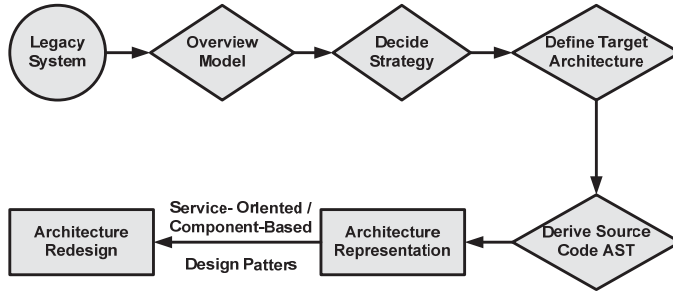 Legacy
System
Overview
Model
Decide
Strategy
Define Target
Architecture
Derive Source
Code AST
Architecture
Representation
Service- Oriented /
Component-Based
Design Patters
Architecture
Redesign